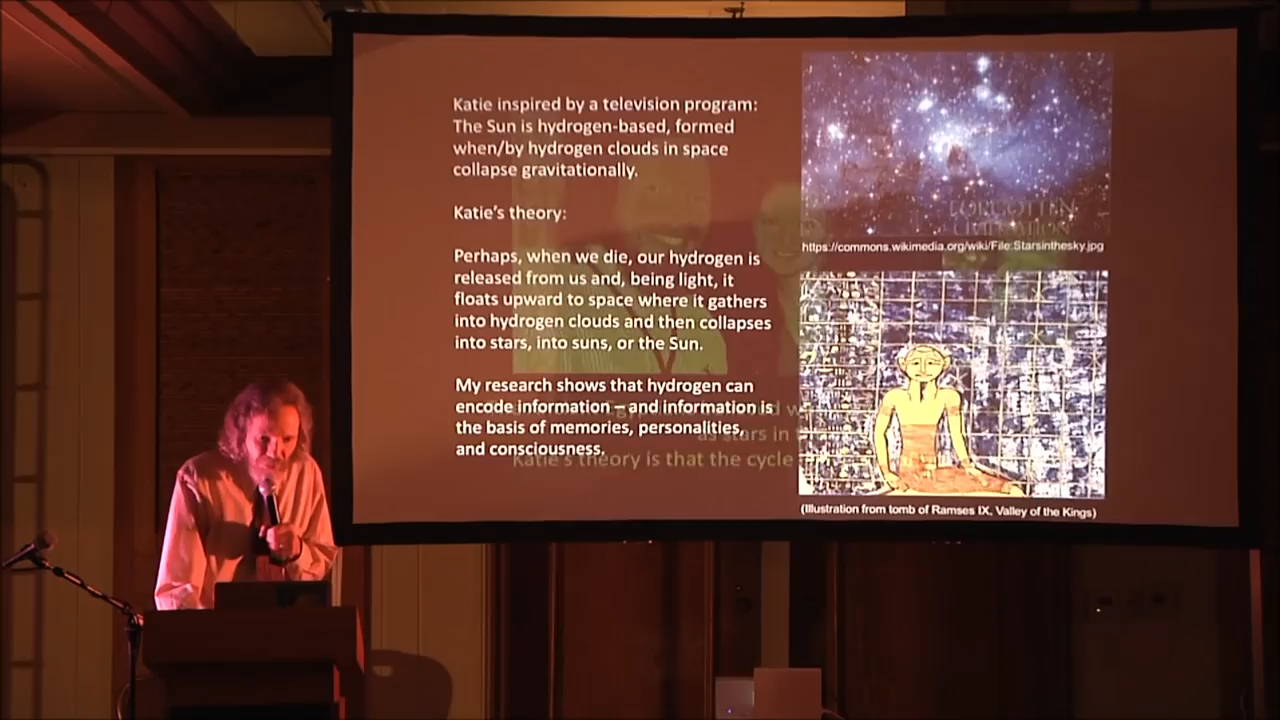 Katie inspired by a television program:
The Sun is hydrogen-based, formed
when/by hydrogen clouds in space
collapse gravitationally.
Katie's theory:
Perhaps, when we die, our hydrogen is
released from us and, being light, it
floats upward to space where it gathers
into hydrogen clouds and then collapses
into stars, into suns, or the Sun.
My research shows that hydrogen can
encode information – and information is
the basis of memories, personalities,
and consciousness.
as stars in
Katie's theory is that the cycle
FORGOTTEN
CIVILIZATION
https://commons.wikimedia.org/wiki/File:Starsinthesky.jpg
(Illustration from tomb of Ramses IX, Valley of the Kings)